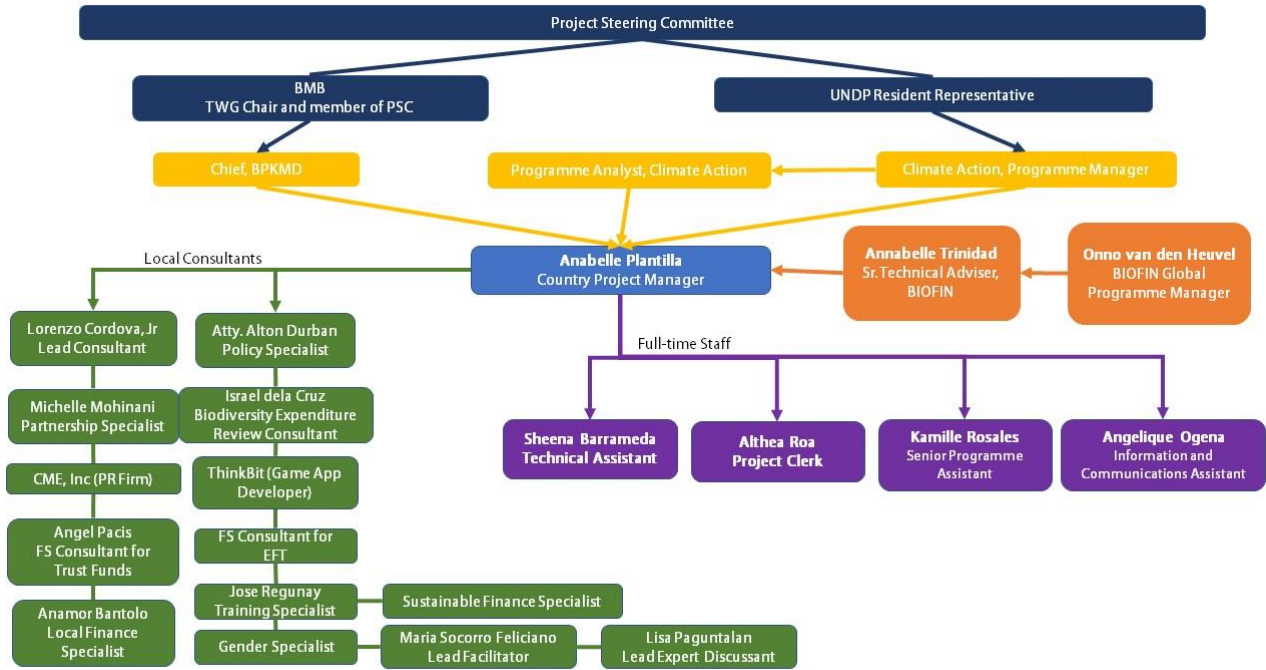 Project Steering Committee
BMB
TWG Chair and member of PSC
UNDP Resident Representative
Chief, BPKMD
Programme Analyst, Climate Action
Climate Action, Programme Manager
Local Consultants
Anabelle Plantilla
Country Project Manager
Annabelle Trinidad
Sr. Technical Adviser,
BIOFIN
Onno van den Heuvel
BIOFIN Global
Programme Manager
Lorenzo Cordova, Jr
Lead Consultant
Atty. Alton Durban
Policy Specialist
Full-time Staff
Michelle Mohinani
Partnership Specialist
Israel dela Cruz
Biodiversity Expenditure
Review Consultant
Sheena Barrameda
Technical Assistant
Althea Roa
Project Clerk
Kamille Rosales
Senior Programme
Assistant
Angelique Ogena
Information and
Communications Assistant
CME, Inc (PR Firm)
ThinkBit (Game App
Developer)
Angel Pacis
FS Consultant for
Trust Funds
FS Consultant for
EFT
Anamor Bantolo
Local Finance
Specialist
Jose Regunay
Training Specialist
Sustainable Finance Specialist
Gender Specialist
Maria Socorro Feliciano
Lead Facilitator
Lisa Paguntalan
Lead Expert Discussant